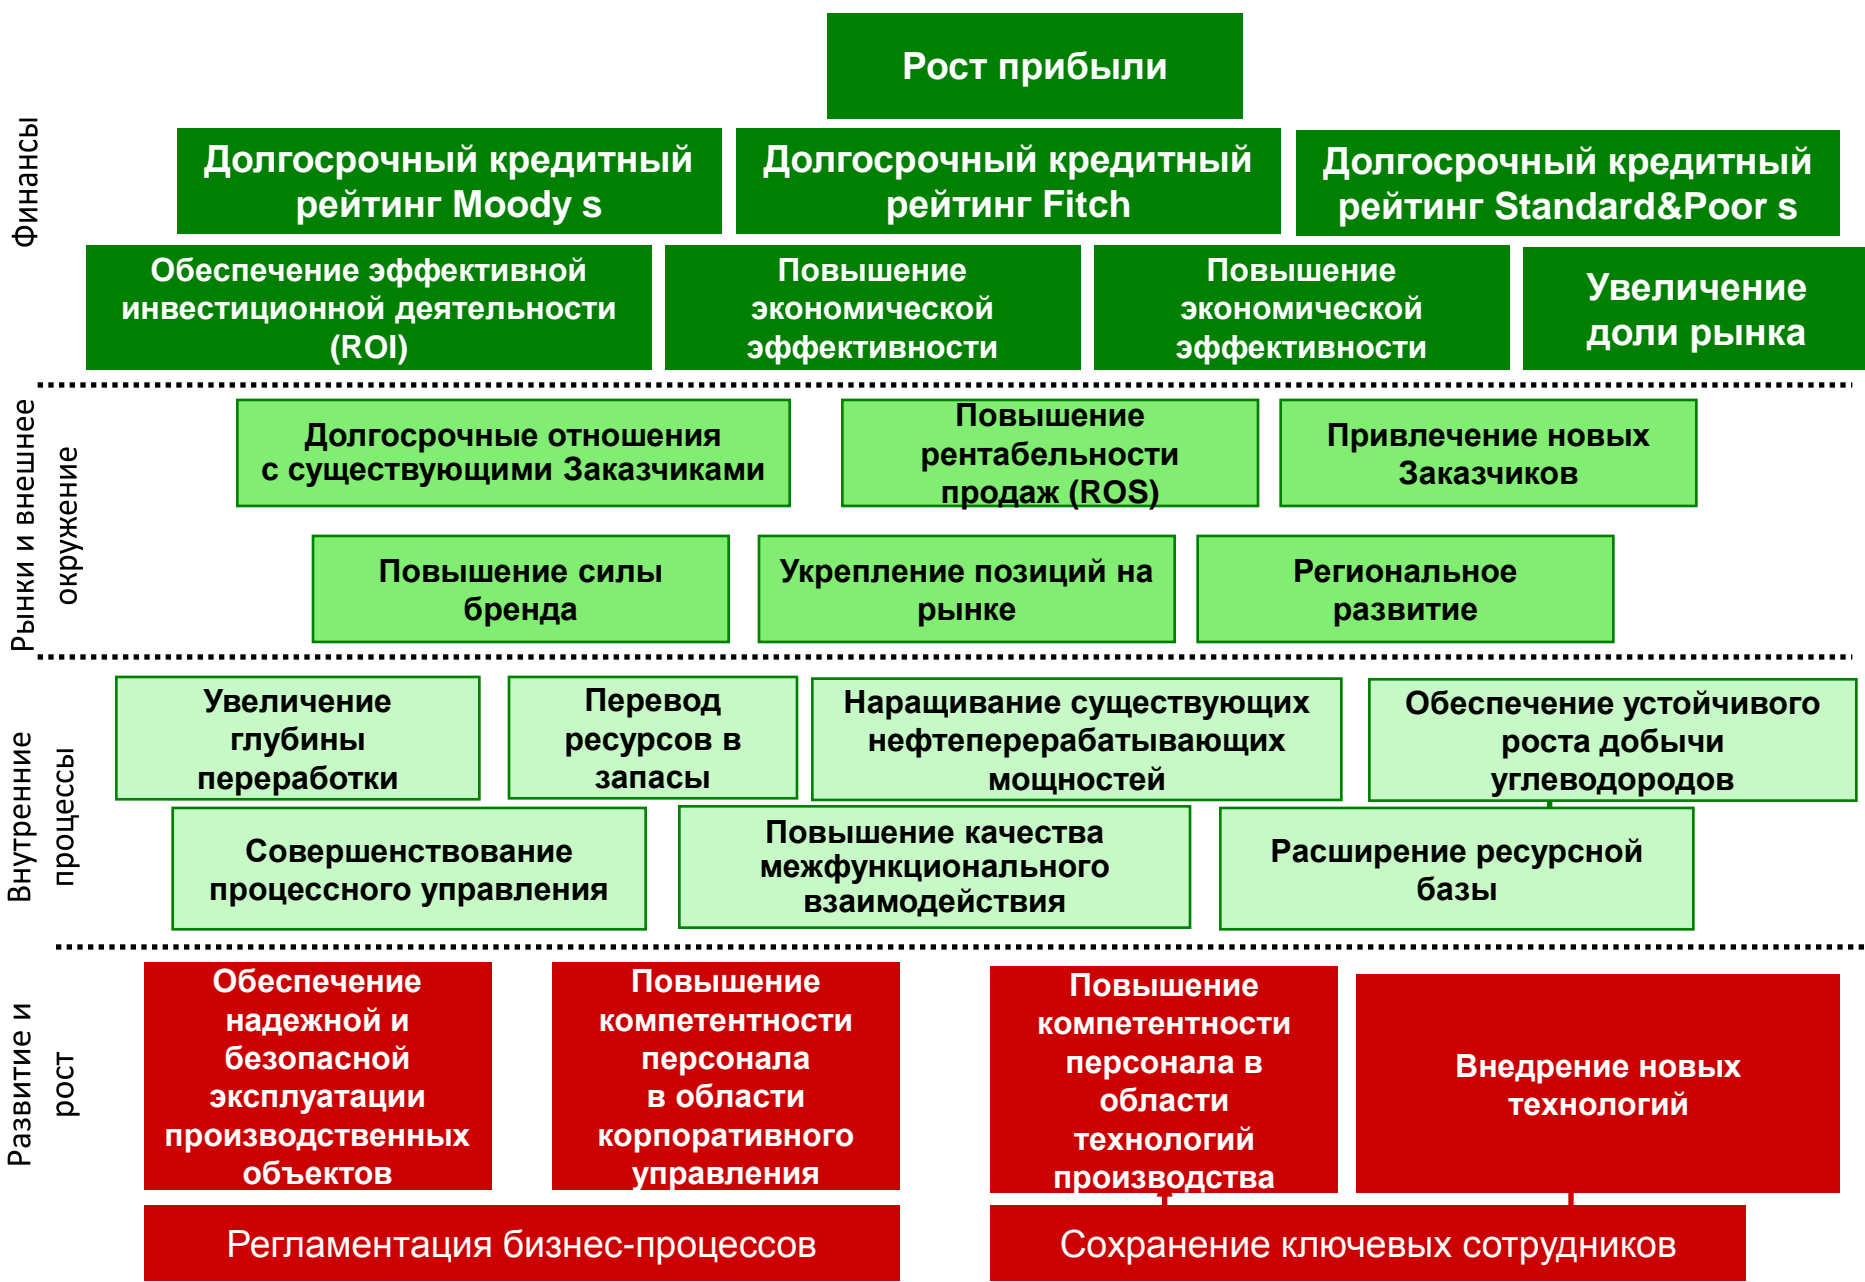 Финансы
Рост прибыли
Долгосрочный кредитный
рейтинг Moody s
Долгосрочный кредитный
рейтинг Fitch
Долгосрочный кредитный
рейтинг Standard&Poor s
Обеспечение эффективной
инвестиционной деятельности
(ROI)
Повышение
экономической
эффективности
Повышение
экономической
эффективности
Увеличение
доли рынка
Рынки и внешнее
окружение
Долгосрочные отношения
с существующими Заказчиками
Повышение
рентабельности
продаж (ROS)
Привлечение новых
Заказчиков
Повышение силы
бренда
Укрепление позиций на
рынке
Региональное
развитие
Внутренние
процессы
Увеличение
глубины
переработки
Перевод
ресурсов в
запасы
Наращивание существующих
нефтеперерабатывающих
мощностей
Обеспечение устойчивого
роста добычи
углеводородов
Совершенствование
процессного управления
Повышение качества
межфункционального
взаимодействия
Расширение ресурсной
базы
Развитие и
рост
Обеспечение
надежной и
безопасной
эксплуатации
производственных
объектов
Повышение
компетентности
персонала
в области
корпоративного
управления
Повышение
компетентности
персонала в
области
технологий
производства
Внедрение новых
технологий
Регламентация бизнес-процессов
Сохранение ключевых сотрудников